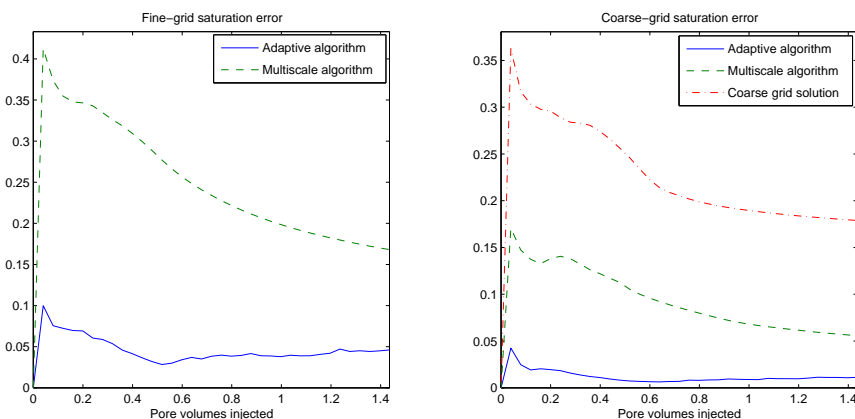 Fine−grid saturation error
Adaptive algorithm
Multiscale algorithm
0.4
0.35
0.3
0.25
0.2
0.15
0.1
0.05
0
0 0.2 0.4 0.6 0.8 1 1.2 1.4
Pore volumes injected
Coarse−grid saturation error
Adaptive algorithm
Multiscale algorithm
Coarse grid solution
0.35
0.3
0.25
0.2
0.15
0.1
0.05
0
0 0.2 0.4 0.6 0.8 1 1.2 1.4
Pore volumes injected